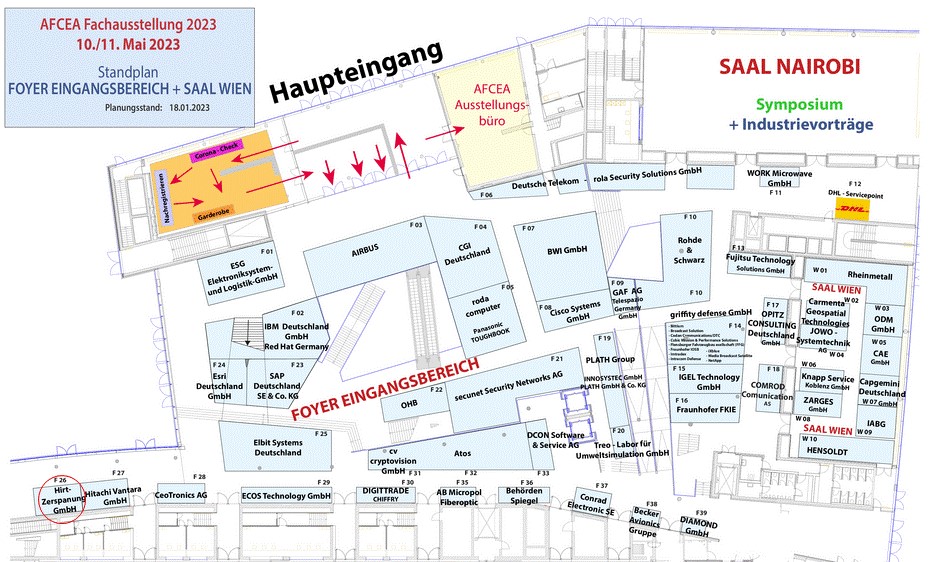 AFCEA Fachausstellung 2023
10./11. Mai 2023
Standplan
FOYER EINGANGSBEREICH + SAAL WIEN
Planungsstand: 18.01.2023
Haupteingang
AFCEA
Ausstellungs-
büro
SAAL NAIROBI
Symposium
+ Industrievorträge
Corona - Check
Nachregistrieren
Garderobe
F 06
Deutsche Telekom - rola Security Solutions GmbH
WORK Microwave
GmbH
F 11
F 12
DHL - Servicepoint
DHL
F 01
ESG
Elektroniksystem-
und Logistik-GmbH
F 03
AIRBUS
F 04
CGI
Deutschland
F 05
roda
computer
Panasonic
TOUGHBOOK
F 07
BWI GmbH
F 08
Cisco Systems
GmbH
F 09
GAF AG
Telespazio
Germany
GmbH
F 10
Rohde
&
Schwarz
F 10
F 13
Fujitsu Technology
Solutions GmbH
W 01
Rheinmetall
SAAL WIEN
W 02
Carmenta
Geospatial
Technologies
JOWO -
Systemtechnik
AG
W 04
W 03
ODM
GmbH
W 05
CAE
GmbH
F 02
IBM Deutschland
GmbH
Red Hat Germany
F 24
Esri
Deutschland
GmbH
F 23
SAP
Deutschland
SE & Co. KG
griffity defense GmbH
F 14
F 17
OPITZ
CONSULTING
Deutschland
GmbH
F 15
IGEL Technology
GmbH
F 16
Fraunhofer FKIE
F 18
COMROD
Comunication
AS
W 06
Knapp Service
Koblenz GmbH
ZARGES
GmbH
W 08
Capgemini
Deutschland
W 07 GmbH
IABG
W 09
SAAL WIEN
W 10
HENSOLDT
FOYER EINGANGSBEREICH
F 19
PLATH Group
INNOSYSTEC GmbH
PLATH GmbH & Co. KG
F 21
secunet Security Networks AG
F 22
OHB
F 20
Treo - Labor für
Umweltsimulation GmbH
DCON Software
& Service AG
F 25
Elbit Systems
Deutschland
cv
cryptovision
GmbH
Atos
F 31
F 32
F 33
F 26
Hirt-
Zerspanung
GmbH
F 27
Hitachi Vantara
GmbH
F 28
CeoTronics AG
F 29
ECOS Technology GmbH
F 30
DIGITTRADE
CHIFFRY
F 35
AB Micropol
Fiberoptic
F 36
Behörden
Spiegel
F 37
Conrad
Electronic SE
F38
Becker
Avionics
Gruppe
F39
DIAMOND
GmbH